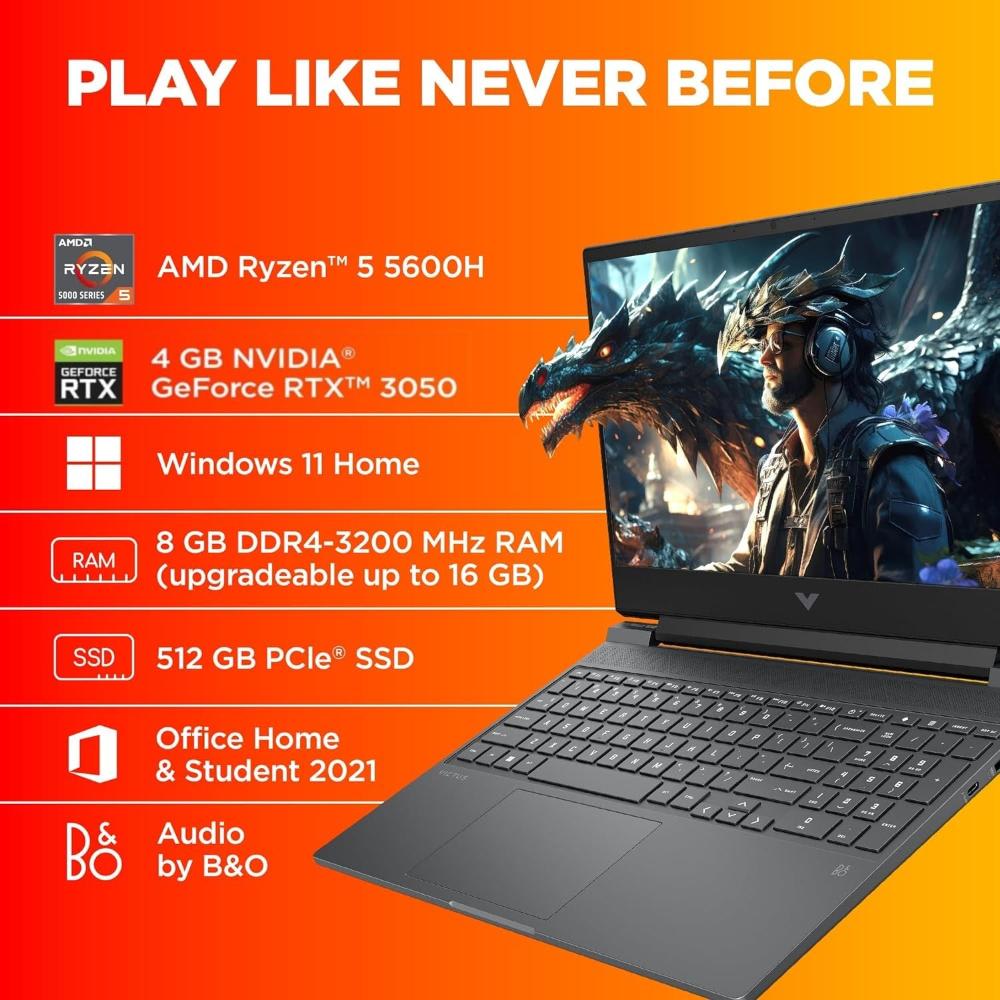 PLAY LIKE NEVER BEFORE
AMD
RYZEN
5000 SERIES 5
AMD Ryzen™ 5 5600H
NVIDIA
GEFORCE
RTX
4 GB NVIDIA®
GeForce RTX™ 3050
Windows 11 Home
RAM
8 GB DDR4-3200 MHz RAM
(upgradeable up to 16 GB)
SSD
512 GB PCIe® SSD
Office Home
& Student 2021
B&O
Audio
by B&O
VICTUS
B&O